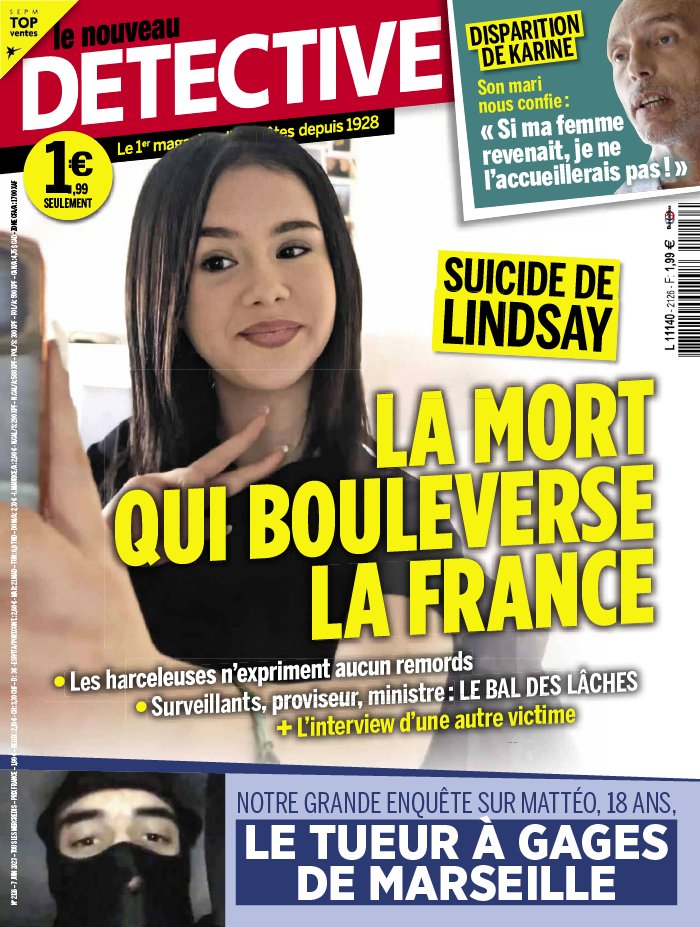 SEPM
TOP
ventes
le nouveau
DETECTIVE
Le 1er
depuis 1928
1€
,99
SEULEMENT
DISPARITION
DE KARINE
Son mari
nous confie :
« Si ma femme
revenait, je ne
l'accueillerais pas ! »
L 11140 - 2126 - F: 1,99 €
SUICIDE DE
LINDSAY
LA MORT
QUI BOULEVERSE
LA FRANCE
• Les harceleuses n'expriment aucun remords
• Surveillants, proviseur, ministre : LE BAL DES LÂCHES
+ L'interview d'une autre victime
NOTRE GRANDE ENQUÊTE SUR MATTÉO, 18 ANS,
LE TUEUR À GAGES
DE MARSEILLE